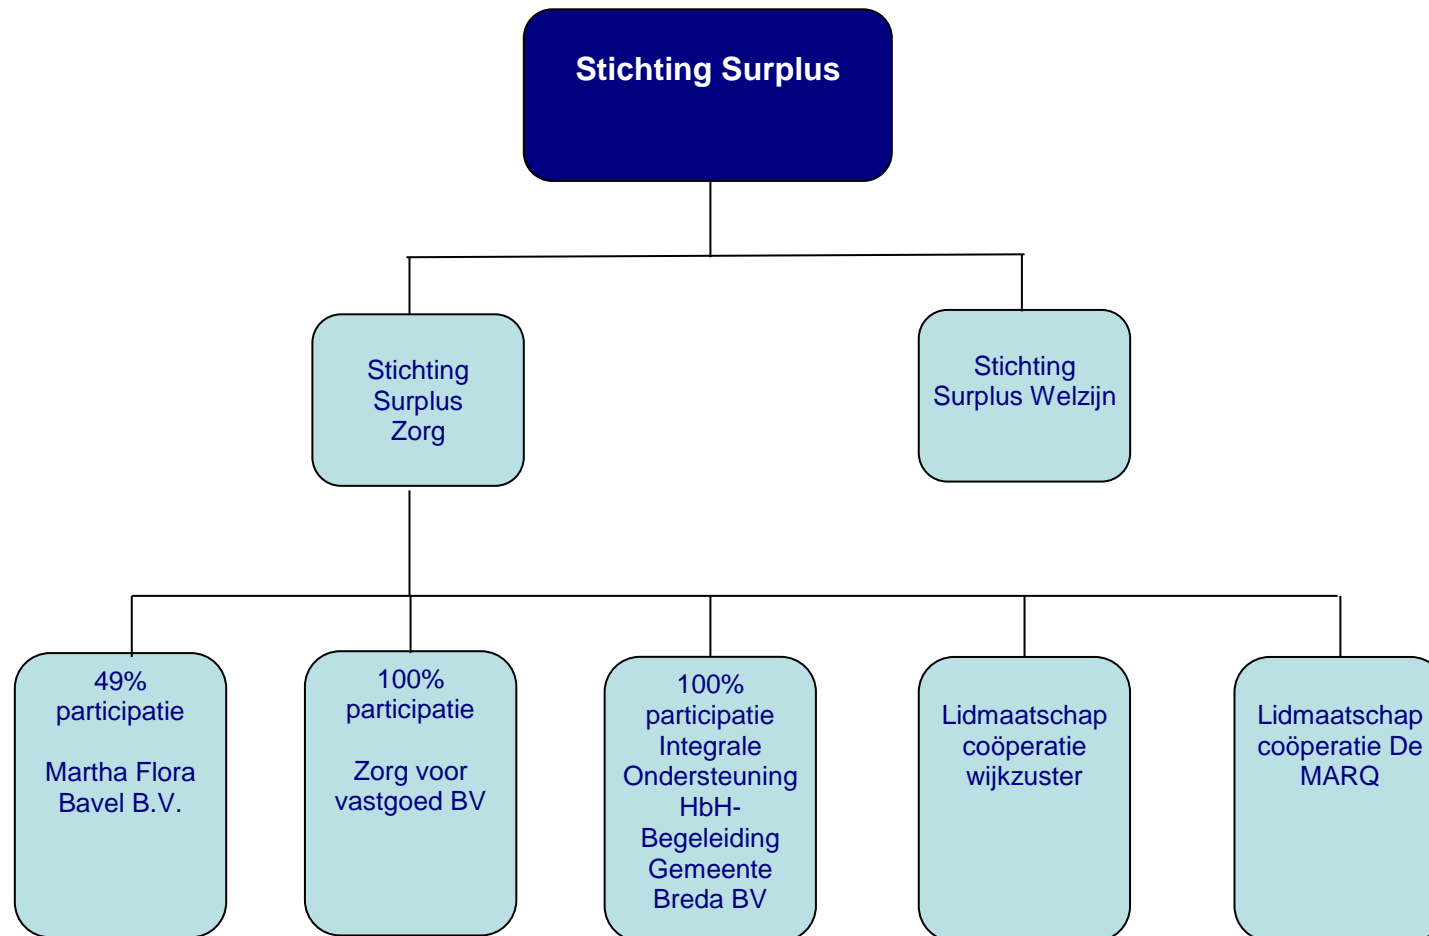 Stichting Surplus
Stichting
Surplus
Zorg
Stichting
Surplus Welzijn
49%
participatie
Martha Flora
Bavel B.V.
100%
participatie
Zorg voor
vastgoed BV
100%
participatie
Integrale
Ondersteuning
HbH-
Begeleiding
Gemeente
Breda BV
Lidmaatschap
coöperatie
wijkzuster
Lidmaatschap
coöperatie De
MARQ